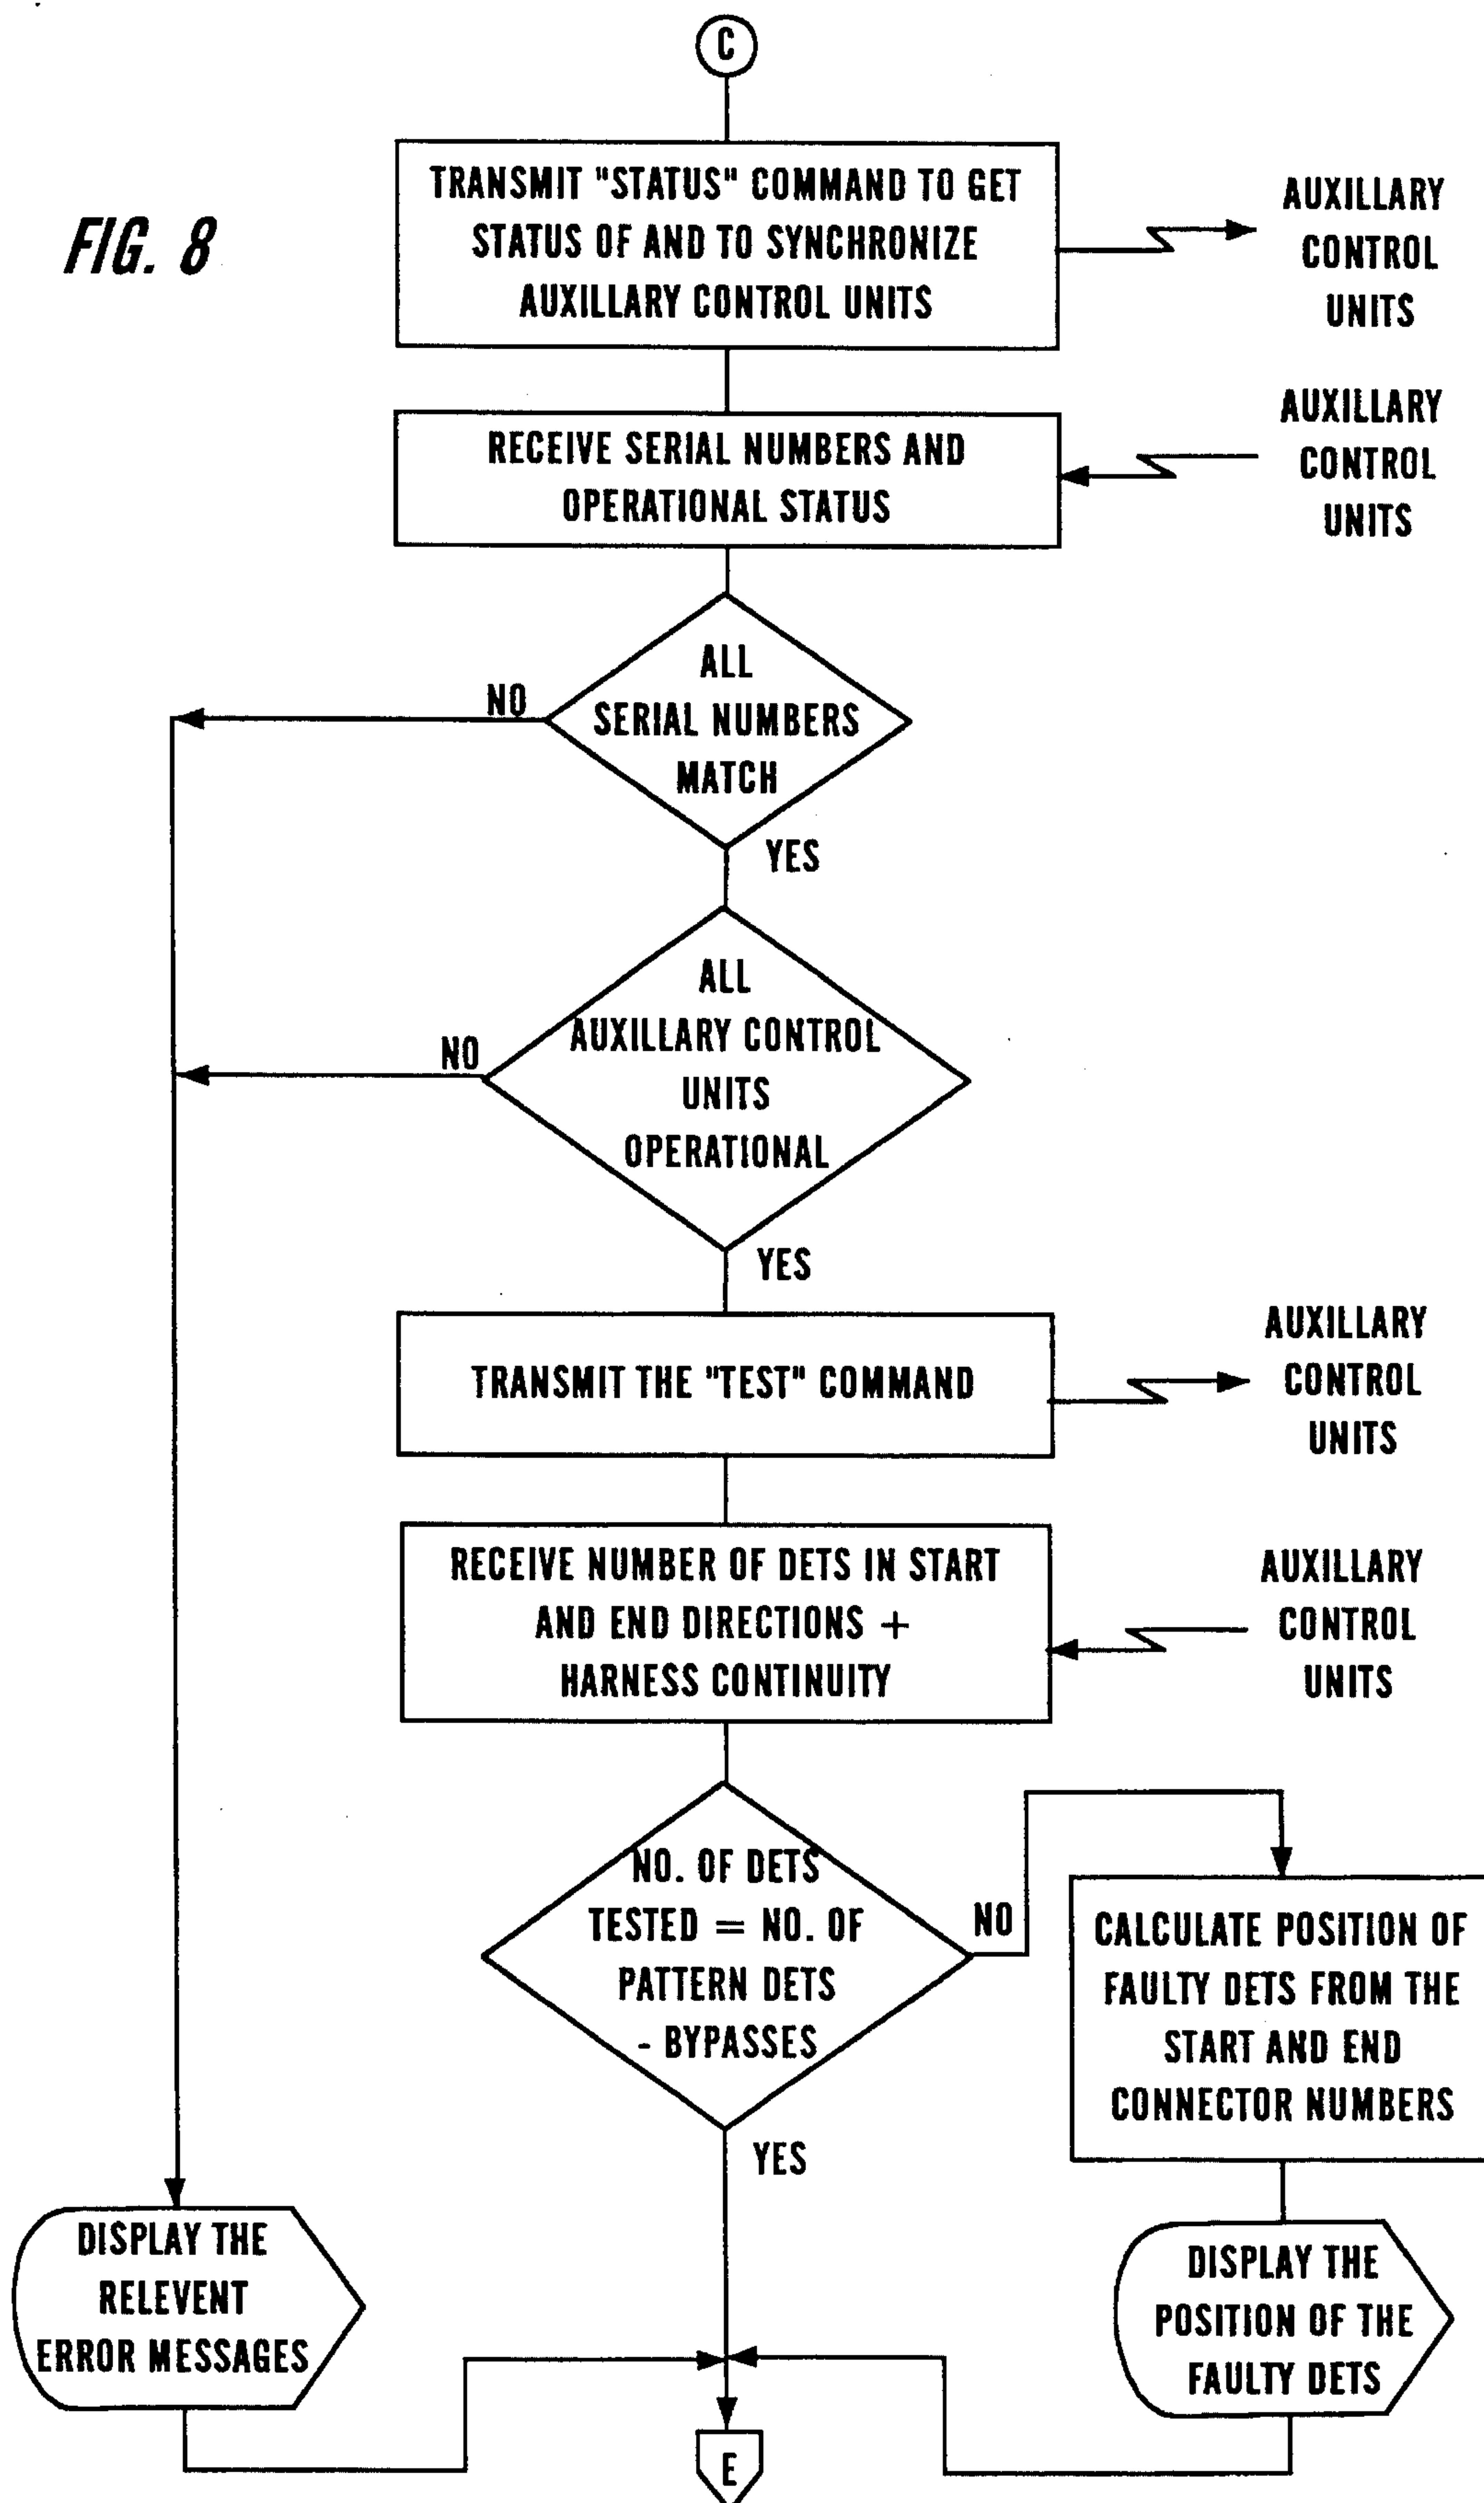 C
FIG. 8
TRANSMIT "STATUS" COMMAND TO GET
STATUS OF AND TO SYNCHRONIZE
AUXILLARY CONTROL UNITS
AUXILLARY
CONTROL
UNITS
RECEIVE SERIAL NUMBERS AND
OPERATIONAL STATUS
AUXILLARY
CONTROL
UNITS
ALL
SERIAL NUMBERS
MATCH
NO
YES
ALL
AUXILLARY CONTROL
UNITS
OPERATIONAL
NO
YES
TRANSMIT THE "TEST" COMMAND
AUXILLARY
CONTROL
UNITS
RECEIVE NUMBER OF DETS IN START
AND END DIRECTIONS +
HARNESS CONTINUITY
AUXILLARY
CONTROL
UNITS
NO. OF DETS
TESTED = NO. OF
PATTERN DETS
- BYPASSES
NO
YES
CALCULATE POSITION OF
FAULTY DETS FROM THE
START AND END
CONNECTOR NUMBERS
DISPLAY THE
RELEVENT
ERROR MESSAGES
DISPLAY THE
POSITION OF THE
FAULTY DETS
E